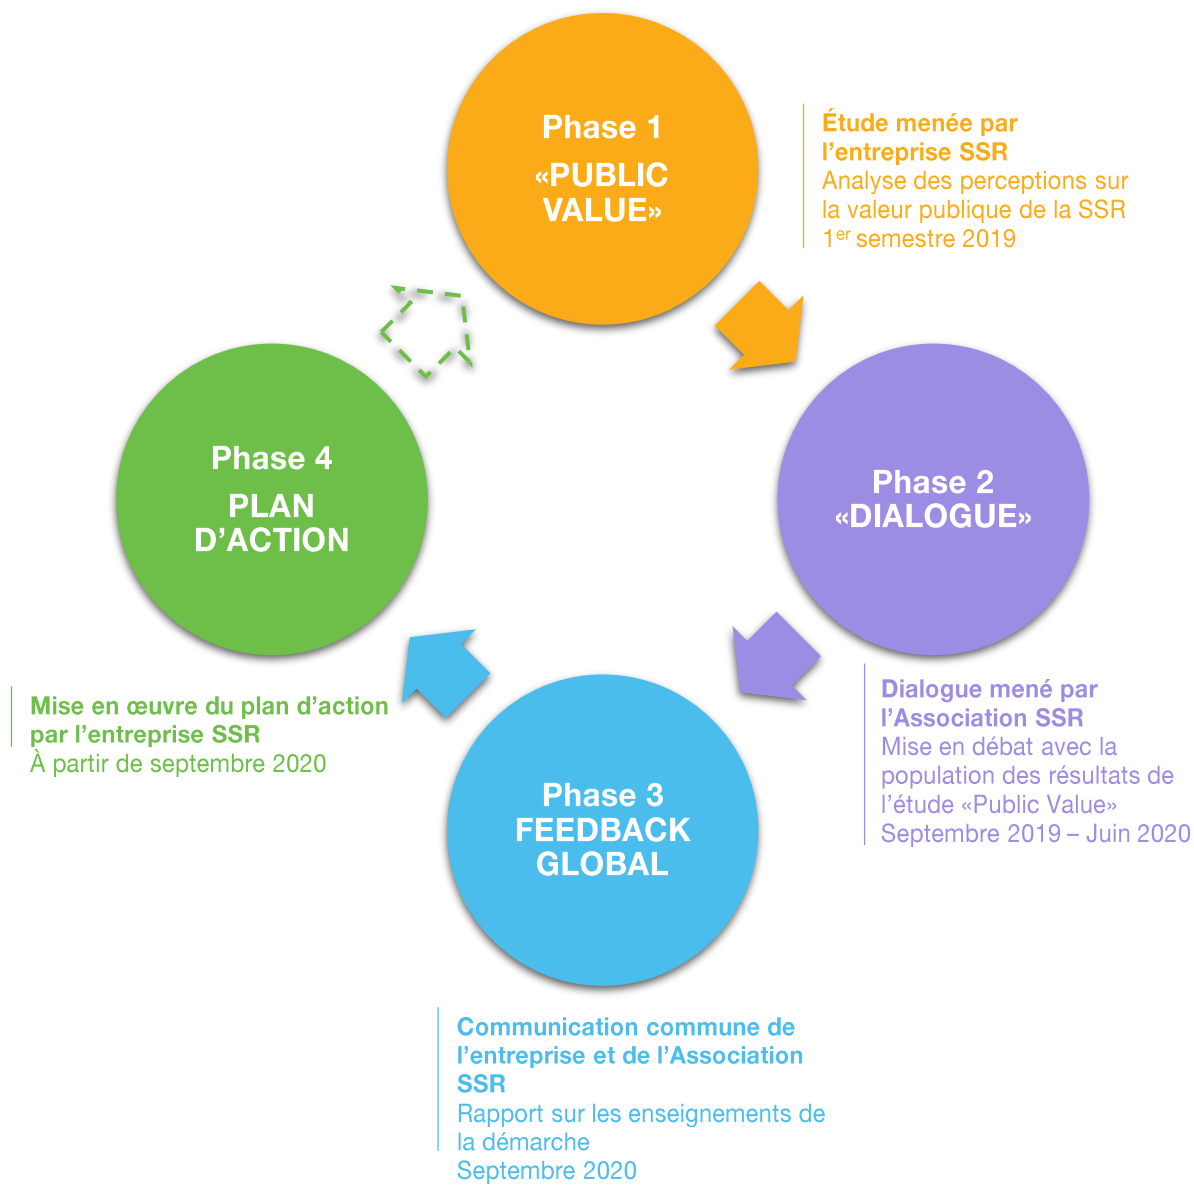 Phase 1
«PUBLIC
VALUE»
Étude menée par
l’entreprise SSR
Analyse des perceptions sur
la valeur publique de la SSR
1er semestre 2019
Phase 2
«DIALOGUE»
Dialogue mené par
l’Association SSR
Mise en débat avec la
population des résultats de
l’étude «Public Value»
Septembre 2019 – Juin 2020
Phase 3
FEEDBACK
GLOBAL
Communication commune de
l’entreprise et de l’Association
SSR
Rapport sur les enseignements de
la démarche
Septembre 2020
Phase 4
PLAN
D’ACTION
Mise en œuvre du plan d’action
par l’entreprise SSR
À partir de septembre 2020